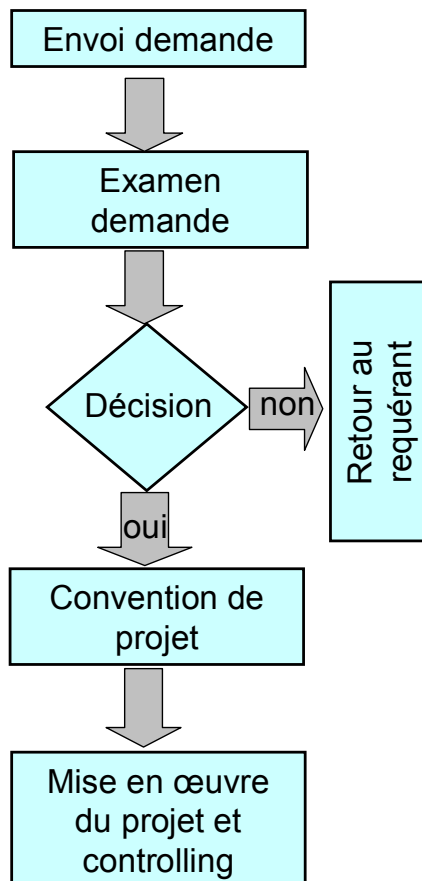 Envoi demande
Examen
demande
Décision
non
Retour au
requérant
oui
Convention de
projet
Mise en œuvre
du projet et
controlling